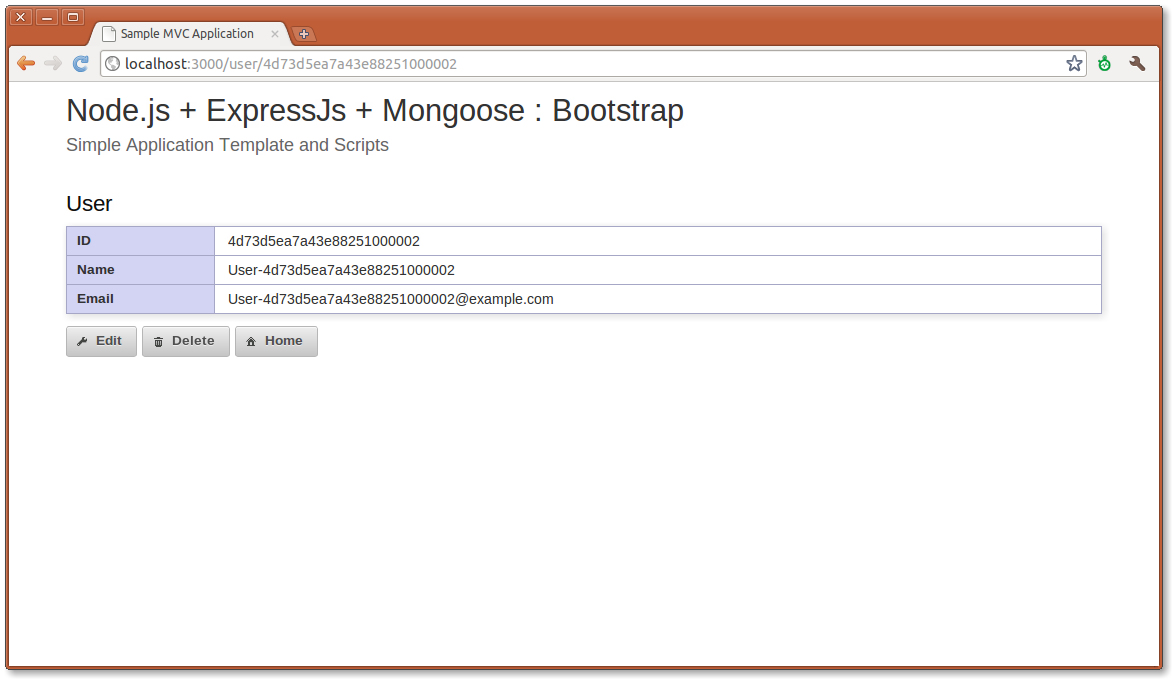 Sample MVC Application
localhost:3000/user/4d73d5ea7a43e88251000002
Node.js + ExpressJs + Mongoose : Bootstrap
Simple Application Template and Scripts
User
ID 4d73d5ea7a43e88251000002
Name User-4d73d5ea7a43e88251000002
Email User-4d73d5ea7a43e88251000002@example.com
Edit Delete Home